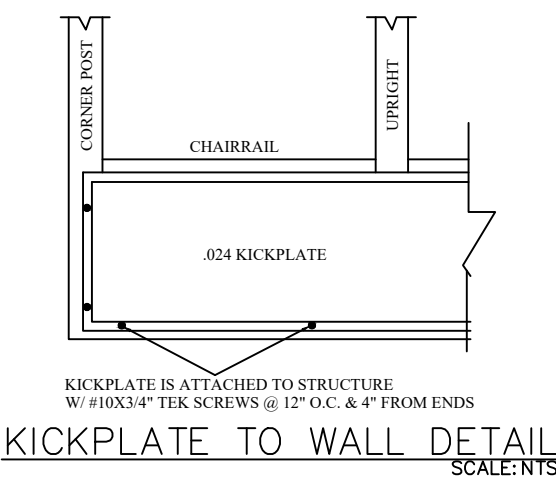 CORNER POST
UPRIGHT
CHAIRRAIL
.024 KICKPLATE
KICKPLATE IS ATTACHED TO STRUCTURE
W/ #10X3/4" TEK SCREWS @ 12" O.C. & 4" FROM ENDS
KICKPLATE TO WALL DETAIL
SCALE: NTS